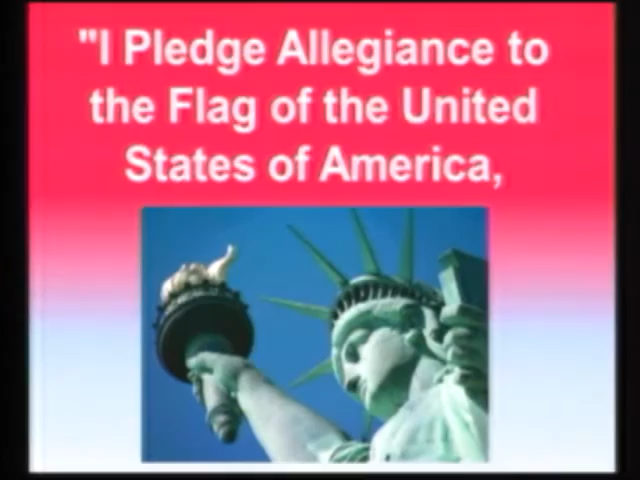 "I Pledge Allegiance to
the Flag of the United
States of America,